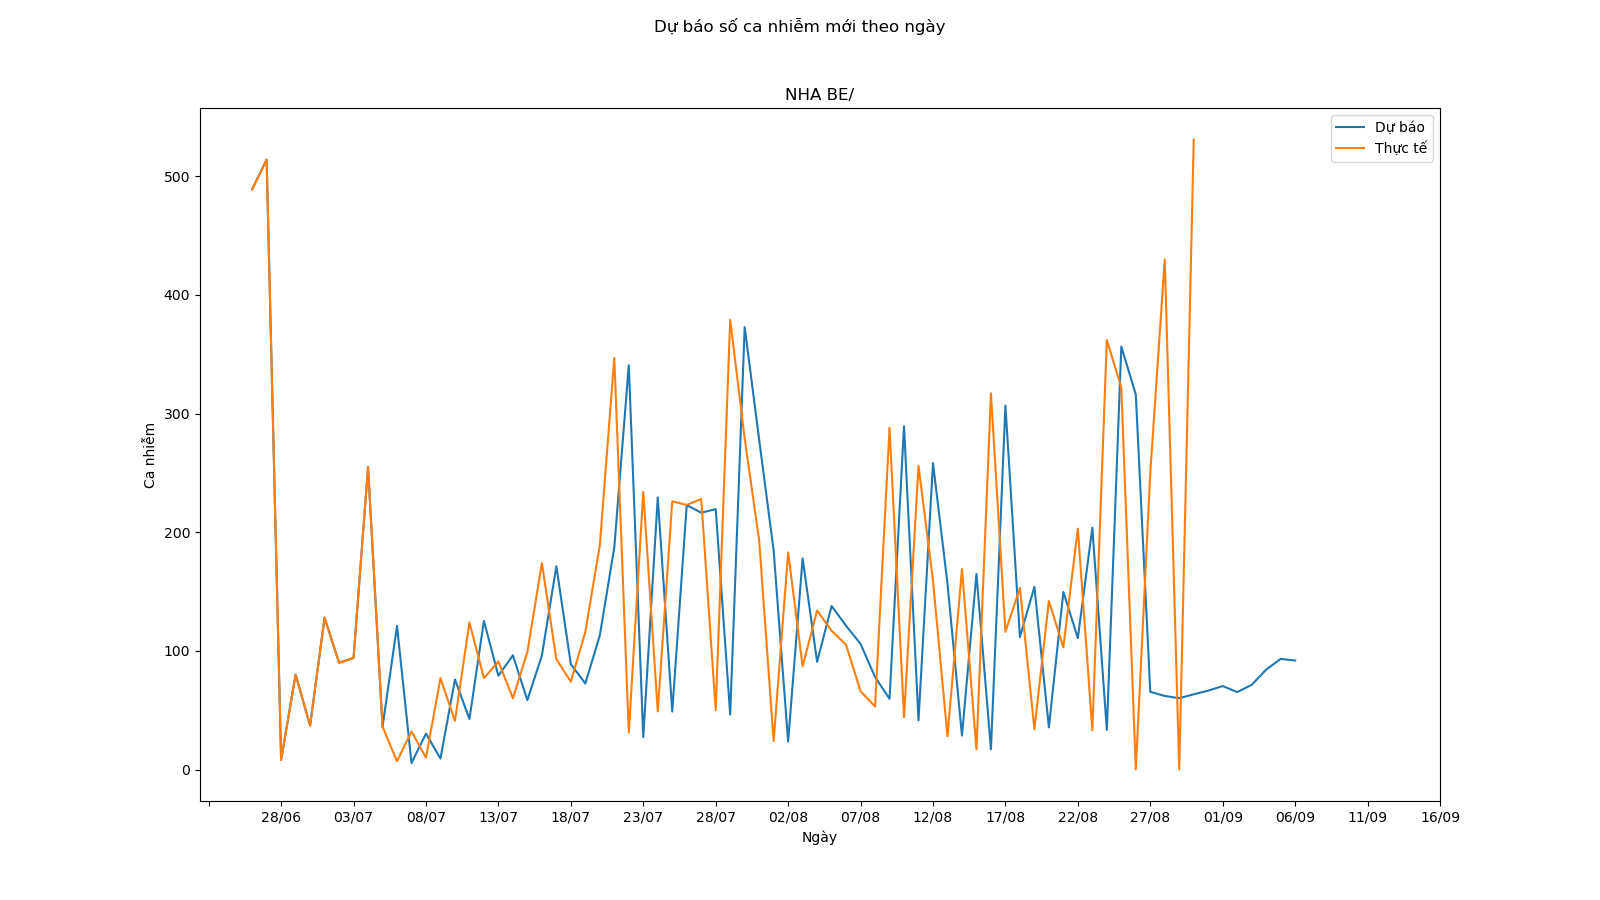 Dự báo số ca nhiễm mới theo ngày
NHA BE/
Dự báo
Thực tế
500
400
300
200
100
0
Ca nhiễm
28/06 03/07 08/07 13/07 18/07 23/07 28/07 02/08 07/08 12/08 17/08 22/08 27/08 01/09 06/09 11/09 16/09
Ngày